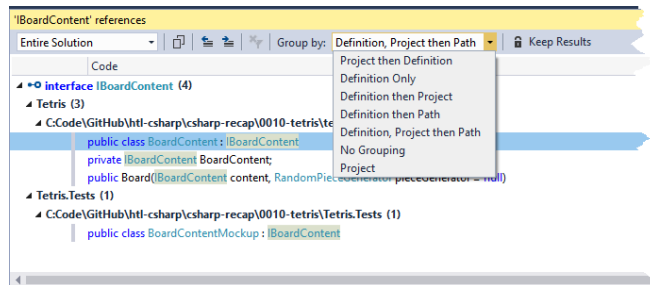 'IBoardContent' references
Entire Solution Group by: Definition, Project then Path Keep Results
Code
Project then Definition
Definition Only
Definition then Project
Definition then Path
Definition, Project then Path
No Grouping
Project
interface IBoardContent (4)
Tetris (3)
C:Code\GitHub\htl-csharp\csharp-recap\0010-tetris\te
public class BoardContent : IBoardContent
private IBoardContent BoardContent;
public Board(IBoardContent content, RandomPieceGenerator pieceGenerator = null)
Tetris.Tests (1)
C:Code\GitHub\htl-csharp\csharp-recap\0010-tetris\Tetris.Tests (1)
public class BoardContentMockup : IBoardContent